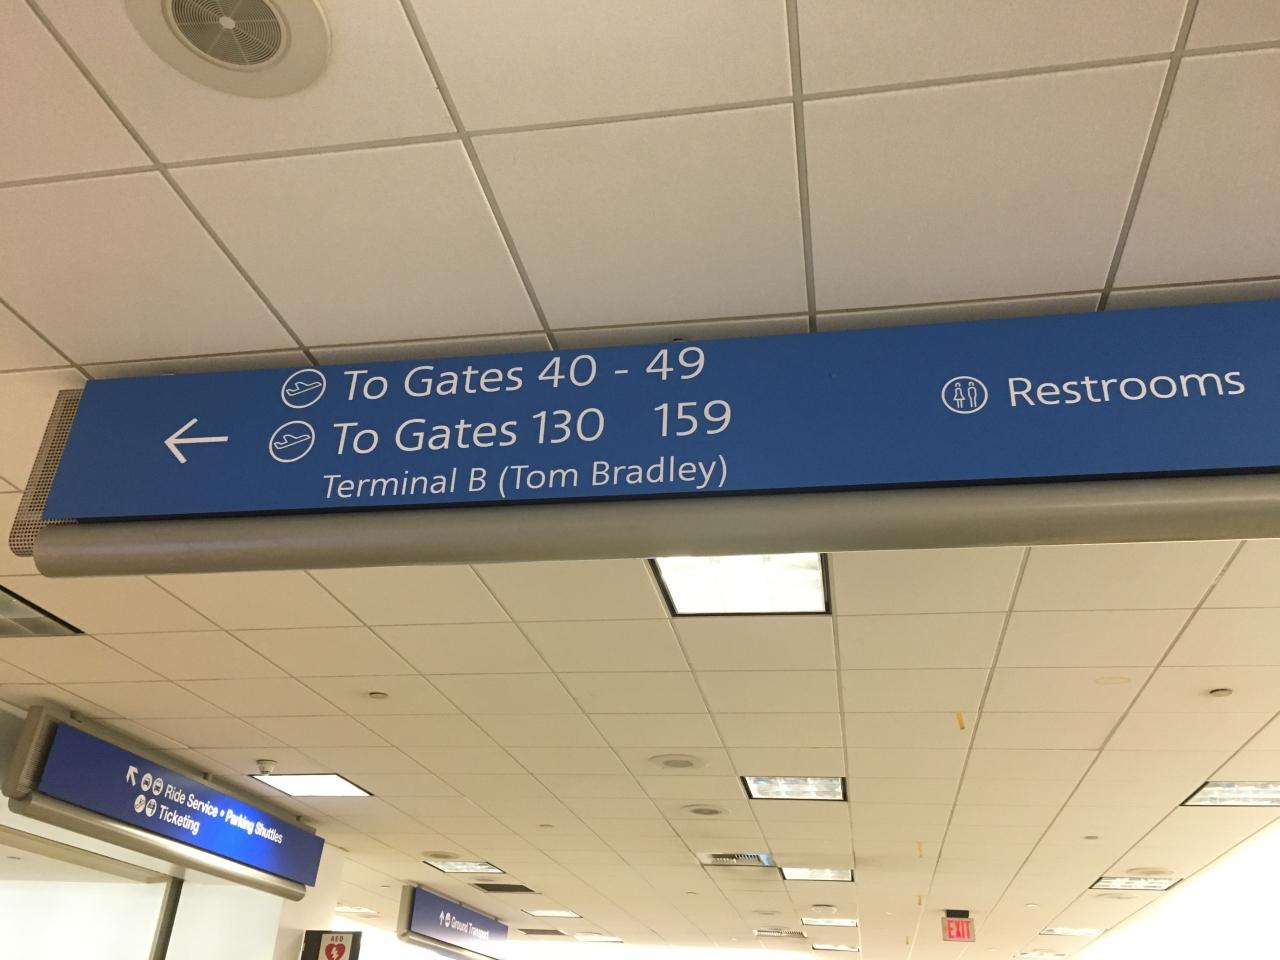 To Gates 40 - 49
To Gates 130 159
Terminal B (Tom Bradley)
Restrooms
Ride Service • Parking Shuttles
Ticketing
Ground Transport
AED
EXIT